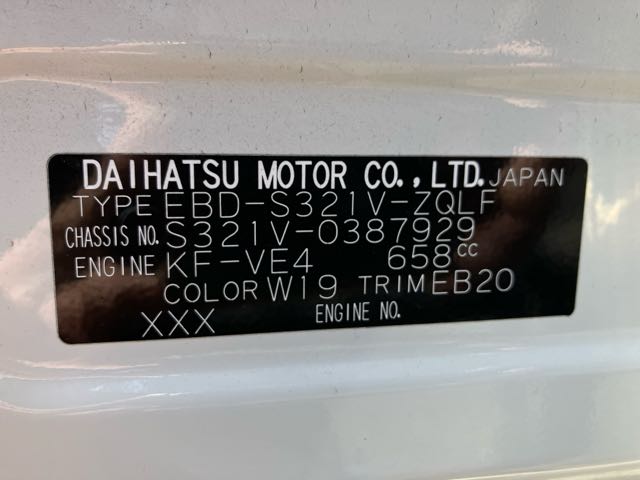 DAIHATSU MOTOR CO.,LTD. JAPAN
TYPE EBD-S321V-ZQLF
CHASSIS NO. S321V-0387929
ENGINE KF-VE4 658cc
COLOR W19 TRIM EB20
XXX ENGINE NO.